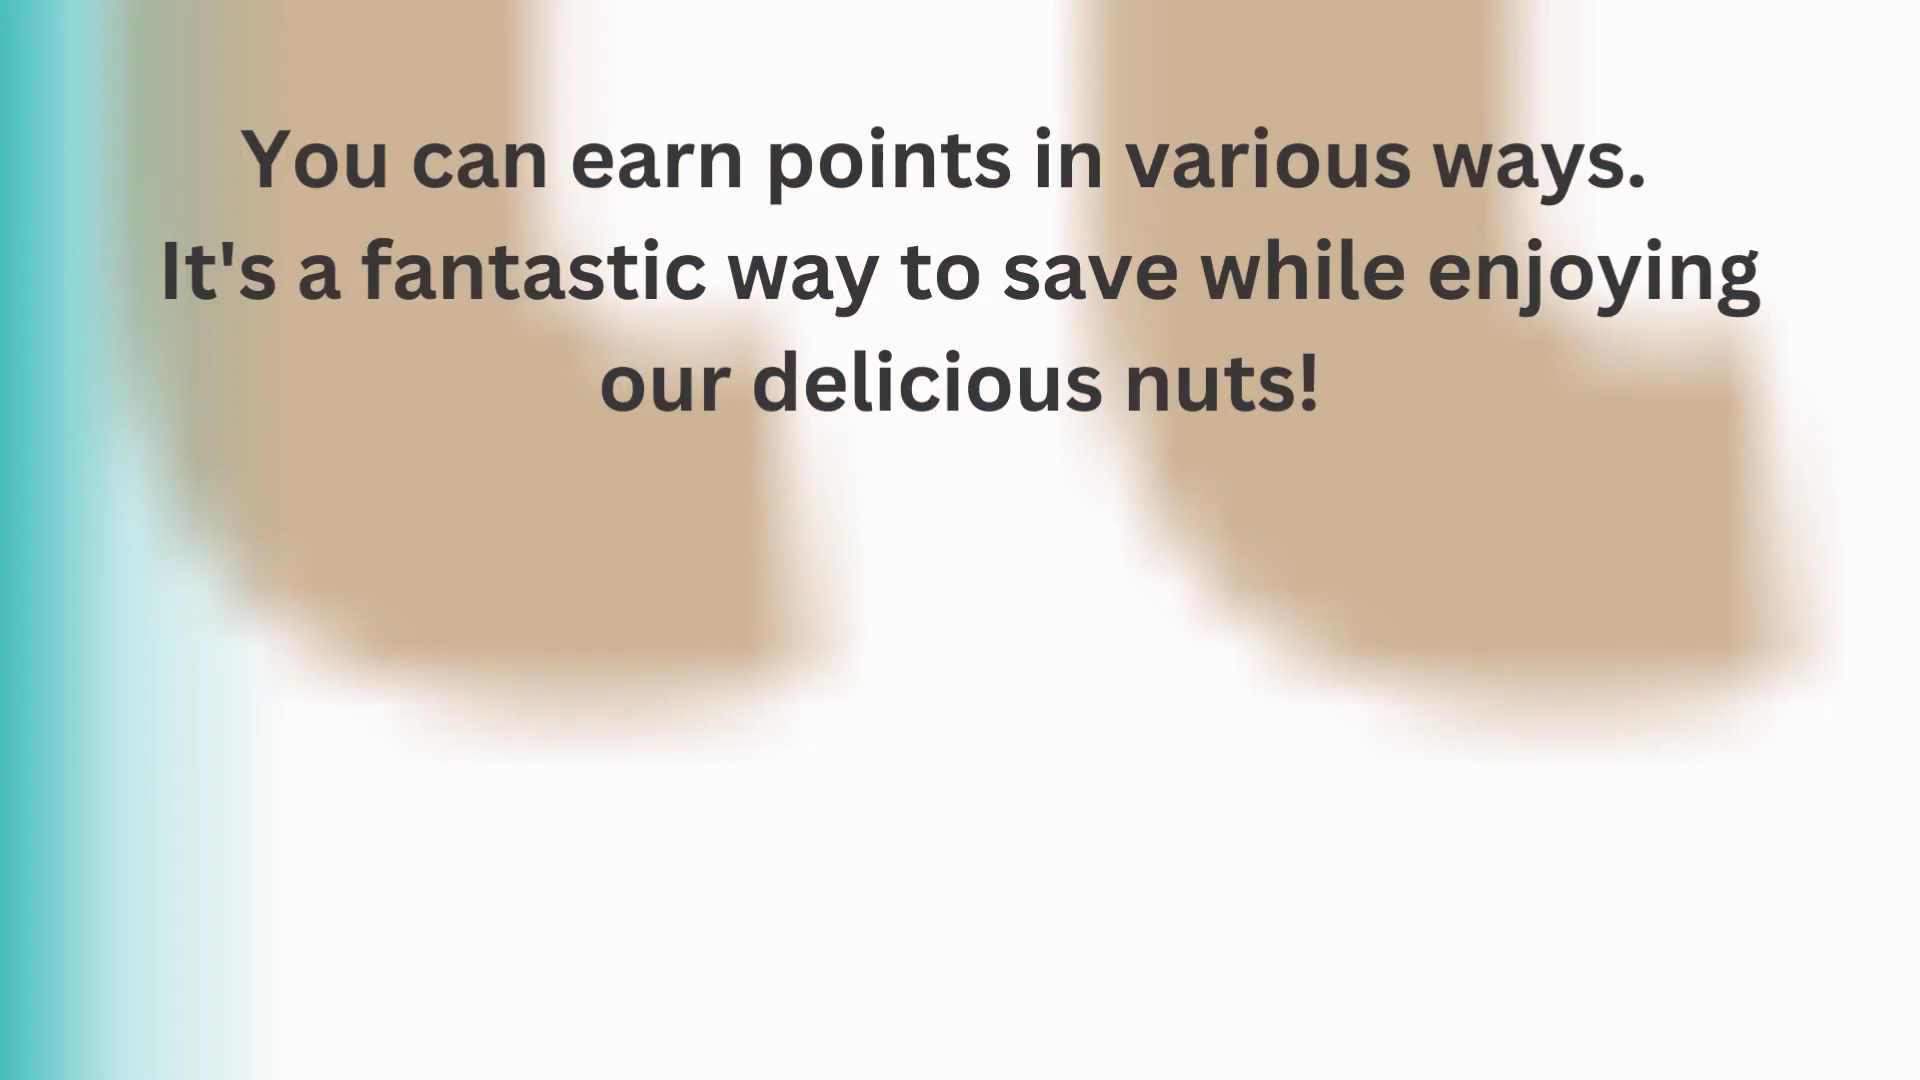 You can earn points in various ways.
It's a fantastic way to save while enjoying
our delicious nuts!